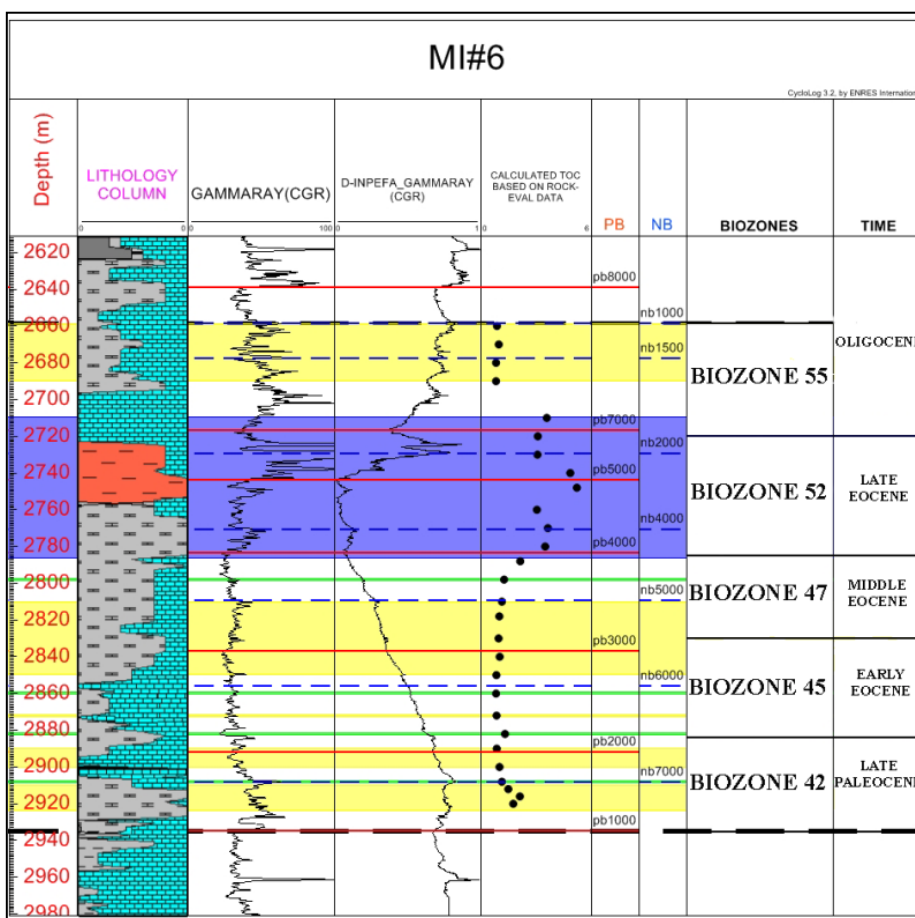 MI#6
CycloLog 3.2, by ENRES Internation
Depth (m)
LITHOLOGY
COLUMN
0 0
GAMMARAY(CGR)
0 100
D-INPEFA_GAMMARAY
(CGR)
0 1
CALCULATED TOC
BASED ON ROCK-
EVAL DATA
0 6
PB
NB
BIOZONES
TIME
2620
2640
2660
2680
2700
2720
2740
2760
2780
2800
2820
2840
2860
2880
2900
2920
2940
2960
2980
pb8000
pb7000
pb5000
pb4000
pb3000
pb2000
pb1000
nb1000
nb1500
nb2000
nb4000
nb5000
nb6000
nb7000
BIOZONE 55
BIOZONE 52
BIOZONE 47
BIOZONE 45
BIOZONE 42
OLIGOCENE
LATE
EOCENE
MIDDLE
EOCENE
EARLY
EOCENE
LATE
PALEOCENE